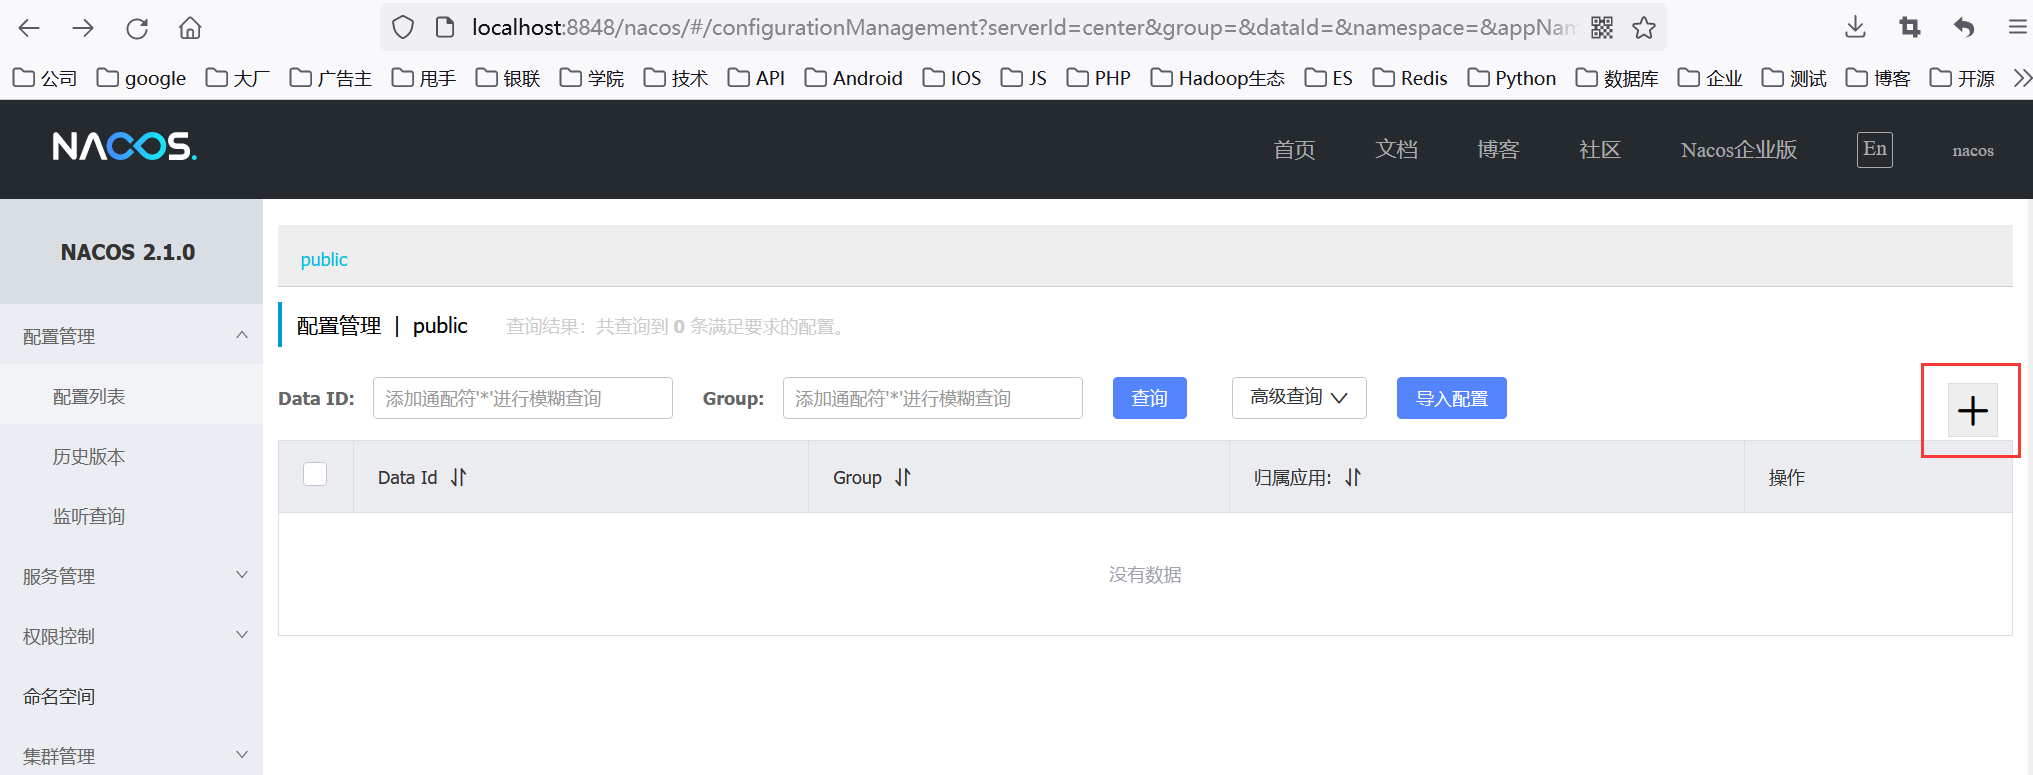 localhost:8848/nacos/#/configurationManagement?serverId=center&group=&dataId=&namespace=&appNam
公司 google 大厂 广告主 甩手 银联 学院 技术 API Android IOS JS PHP Hadoop生态 ES Redis Python 数据库 企业 测试 博客 开源
NACOS. 首页 文档 博客 社区 Nacos企业版 En nacos
NACOS 2.1.0
配置管理
配置列表
历史版本
监听查询
服务管理
权限控制
命名空间
集群管理
public
配置管理 | public 查询结果：共查询到 0 条满足要求的配置。
Data ID: 添加通配符'*'进行模糊查询 Group: 添加通配符'*'进行模糊查询 查询 高级查询 导入配置
Data Id Group 归属应用: 操作
没有数据